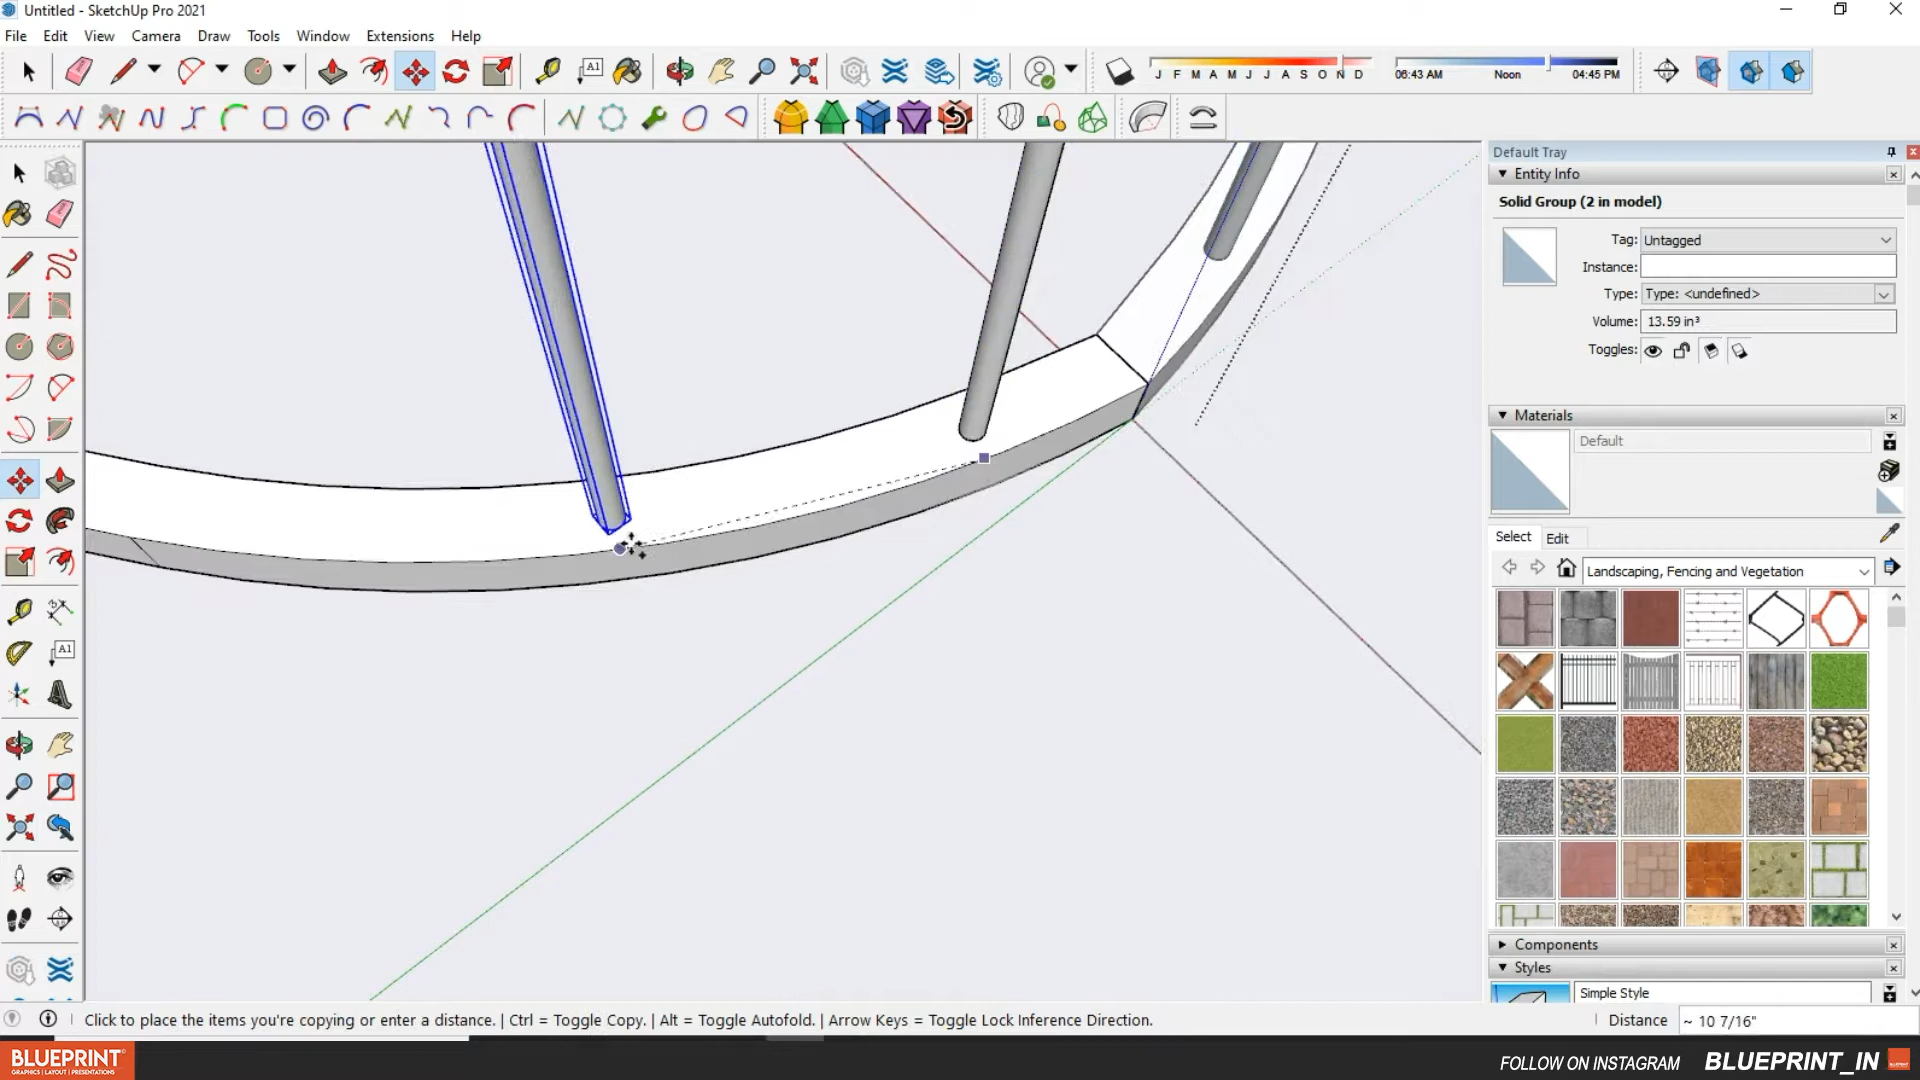 Untitled - SketchUp Pro 2021
File Edit View Camera Draw Tools Window Extensions Help
J F M A M J J A S O N D
06:43 AM Noon 04:45 PM
Default Tray
Entity Info
Solid Group (2 in model)
Tag: Untagged
Instance:
Type: Type: <undefined>
Volume: 13.59 in³
Toggles:
Materials
Default
Select Edit
Landscaping, Fencing and Vegetation
Components
Styles
Simple Style
Click to place the items you're copying or enter a distance. | Ctrl = Toggle Copy. | Alt = Toggle Autofold. | Arrow Keys = Toggle Lock Inference Direction.
Distance ~ 10 7/16"
BLUEPRINT
GRAPHICS | LAYOUT | PRESENTATIONS
FOLLOW ON INSTAGRAM BLUEPRINT_IN